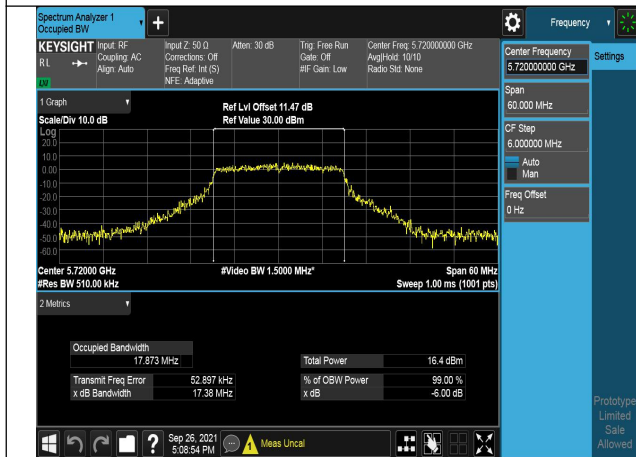 Spectrum Analyzer 1
Occupied BW
Frequency
KEYSIGHT
RL
LXI
Input: RF
Coupling: AC
Align: Auto
Input Z: 50 Ω
Corrections: Off
Freq Ref: Int (S)
NFE: Adaptive
Atten: 30 dB
Trig: Free Run
Gate: Off
#IF Gain: Low
Center Freq: 5.720000000 GHz
Avg|Hold: 10/10
Radio Std: None
Center Frequency
5.720000000 GHz
Settings
Span
60.000 MHz
CF Step
6.000000 MHz
Auto
Man
Freq Offset
0 Hz
1 Graph
Scale/Div 10.0 dB
Ref Lvl Offset 11.47 dB
Ref Value 30.00 dBm
Log
20.0
10.0
0.00
-10.0
-20.0
-30.0
-40.0
-50.0
-60.0
Center 5.72000 GHz
#Video BW 1.5000 MHz*
Span 60 MHz
#Res BW 510.00 kHz
Sweep 1.00 ms (1001 pts)
2 Metrics
Occupied Bandwidth
17.873 MHz
Total Power 16.4 dBm
Transmit Freq Error 52.897 kHz
% of OBW Power 99.00 %
x dB Bandwidth 17.38 MHz
x dB -6.00 dB
Prototype
Limited
Sale
Allowed
?
Sep 26, 2021
5:08:54 PM
Meas Uncal